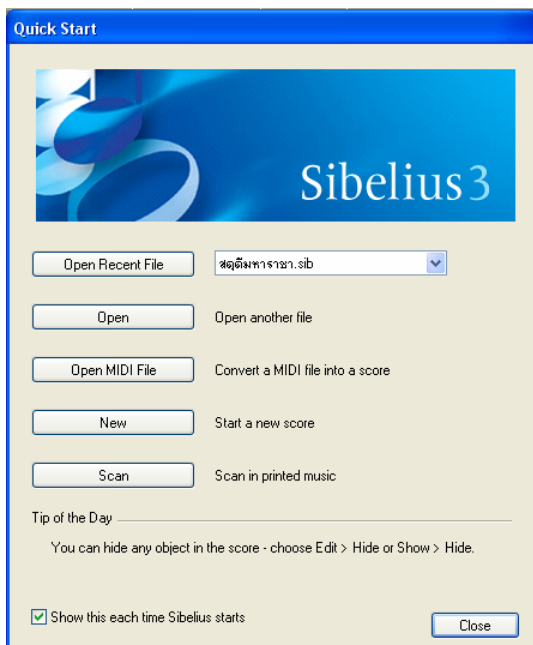 Quick Start
Sibelius 3
Open Recent File สดุดีมหาราชา.sib
Open Open another file
Open MIDI File Convert a MIDI file into a score
New Start a new score
Scan Scan in printed music
Tip of the Day
You can hide any object in the score - choose Edit > Hide or Show > Hide.
Show this each time Sibelius starts
Close